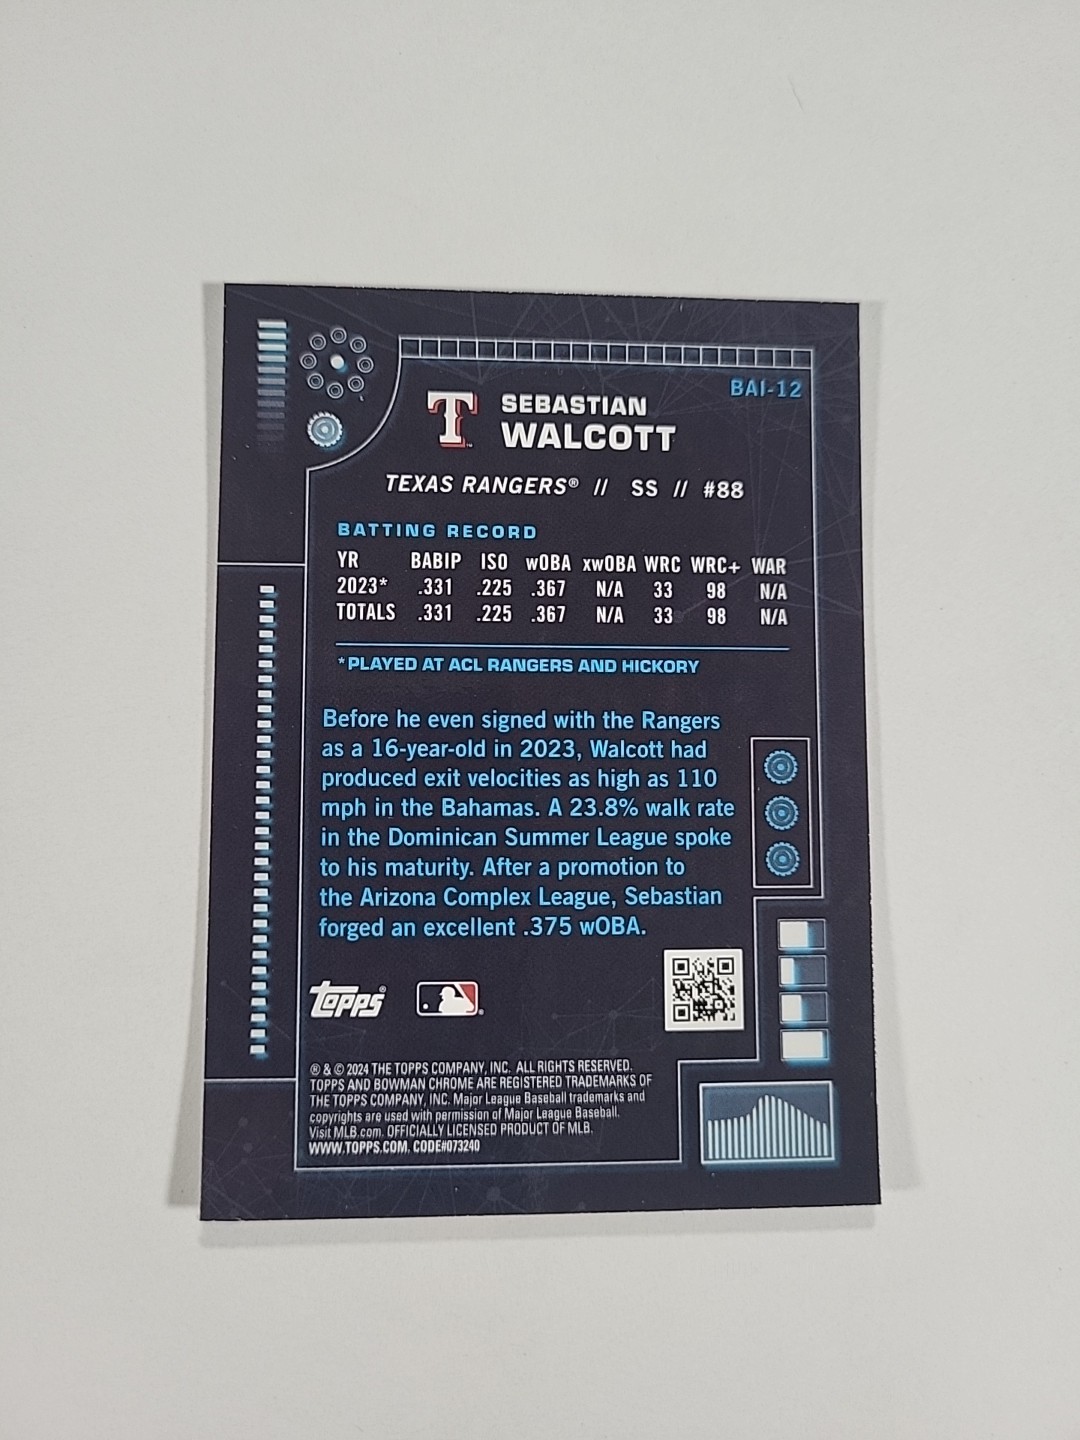 BAI-12
T
SEBASTIAN
WALCOTT
TEXAS RANGERS® // SS // #88
BATTING RECORD
YR BABIP ISO wOBA xwOBA WRC WRC+ WAR
2023* .331 .225 .367 N/A 33 98 N/A
TOTALS .331 .225 .367 N/A 33 98 N/A
*PLAYED AT ACL RANGERS AND HICKORY
Before he even signed with the Rangers
as a 16-year-old in 2023, Walcott had
produced exit velocities as high as 110
mph in the Bahamas. A 23.8% walk rate
in the Dominican Summer League spoke
to his maturity. After a promotion to
the Arizona Complex League, Sebastian
forged an excellent .375 wOBA.
Topps®
® & © 2024 THE TOPPS COMPANY, INC. ALL RIGHTS RESERVED.
TOPPS AND BOWMAN CHROME ARE REGISTERED TRADEMARKS OF
THE TOPPS COMPANY, INC. Major League Baseball trademarks and
copyrights are used with permission of Major League Baseball.
Visit MLB.com. OFFICIALLY LICENSED PRODUCT OF MLB.
WWW.TOPPS.COM. CODE#073240